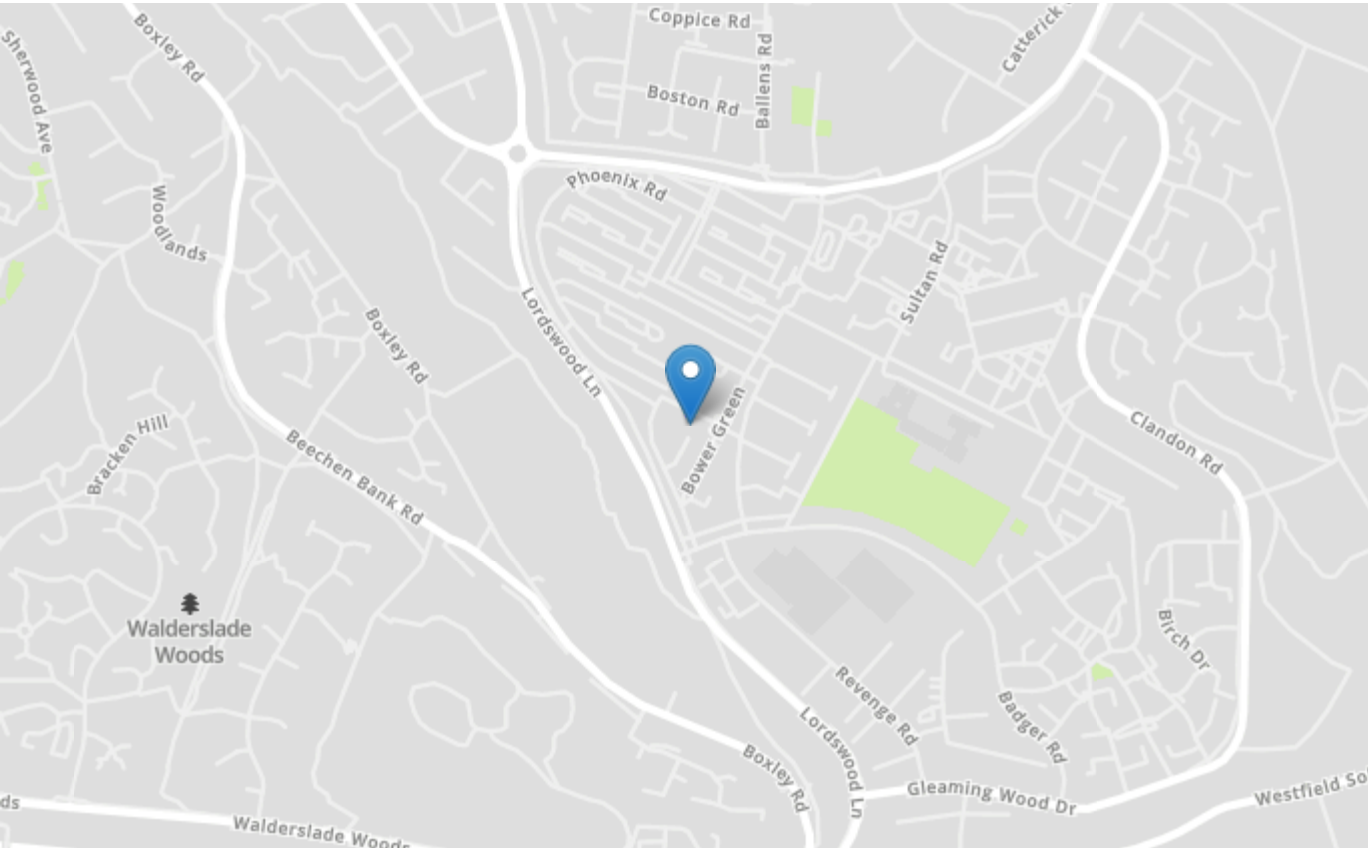 Coppice Rd
Catterick
Sherwood Ave
Boxley Rd
Ballens Rd
Boston Rd
Phoenix Rd
Woodlands
Sultan Rd
Lordswood Ln
Boxley Rd
Bower Green
Bracken Hill
Clandon Rd
Beechen Bank Rd
Walderslade
Woods
Birch Dr
Revenge Rd
Badger Rd
Lordswood Ln
Boxley Rd
Gleaming Wood Dr
Westfield So
ds
Walderslade Woods